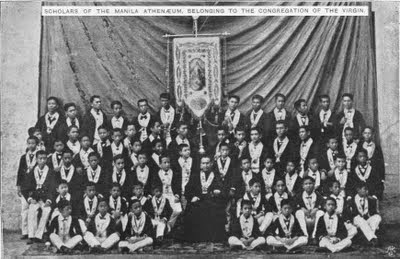 SCHOLARS OF THE MANILA ATHENÆUM, BELONGING TO THE CONGREGATION OF THE VIRGIN.